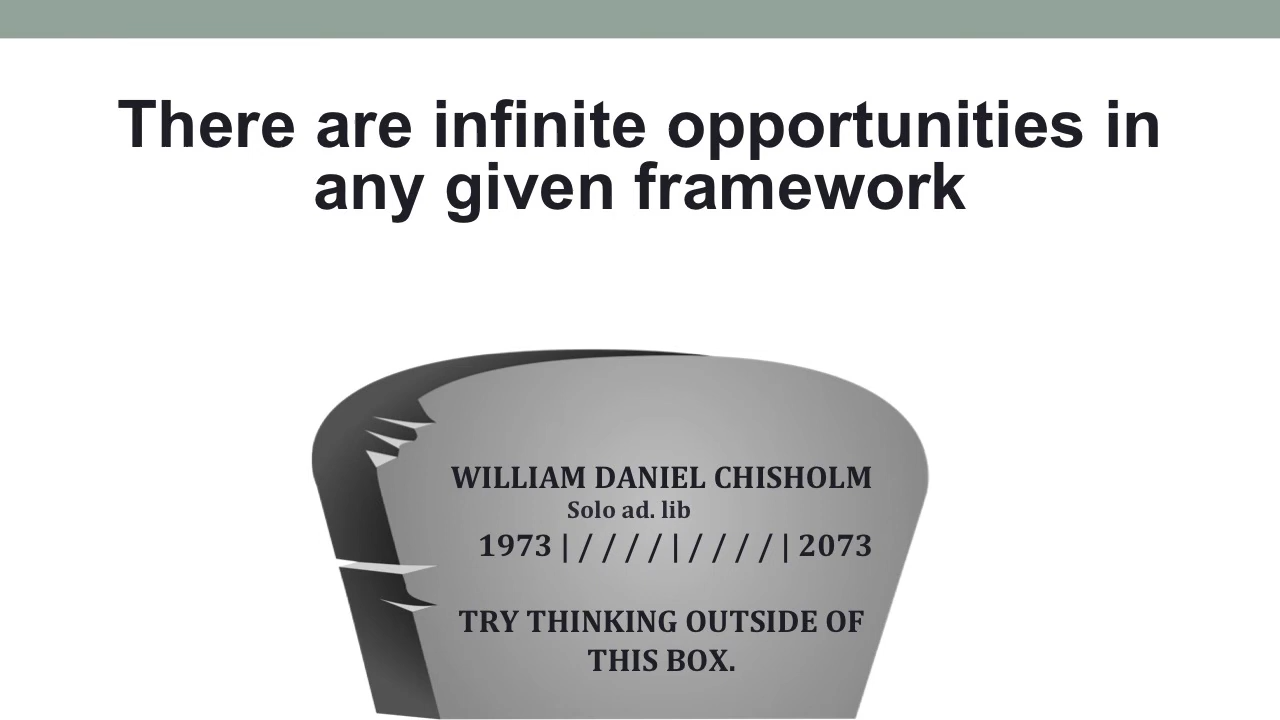 There are infinite opportunities in
any given framework
WILLIAM DANIEL CHISHOLM
Solo ad. lib
1973 | / / / / | / / / / | 2073
TRY THINKING OUTSIDE OF
THIS BOX.